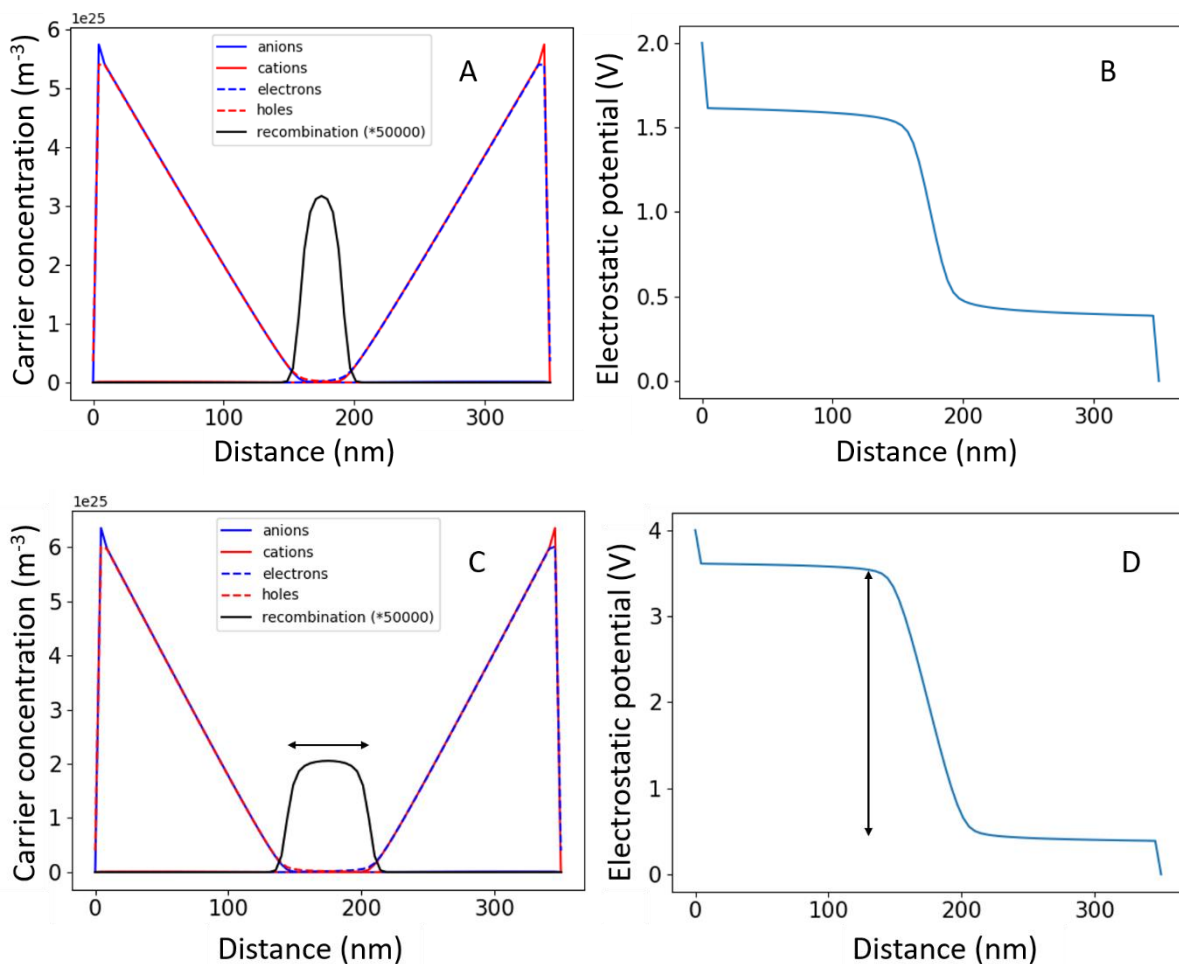 1e25
Carrier concentration (m-3)
6
5
4
3
2
1
0
anions
cations
electrons
holes
recombination (*50000)
A
0
100
200
300
Distance (nm)
Electrostatic potential (V)
2.0
1.5
1.0
0.5
0.0
B
0
100
200
300
Distance (nm)
1e25
Carrier concentration (m-3)
6
5
4
3
2
1
0
anions
cations
electrons
holes
recombination (*50000)
C
0
100
200
300
Distance (nm)
Electrostatic potential (V)
4
3
2
1
0
D
0
100
200
300
Distance (nm)